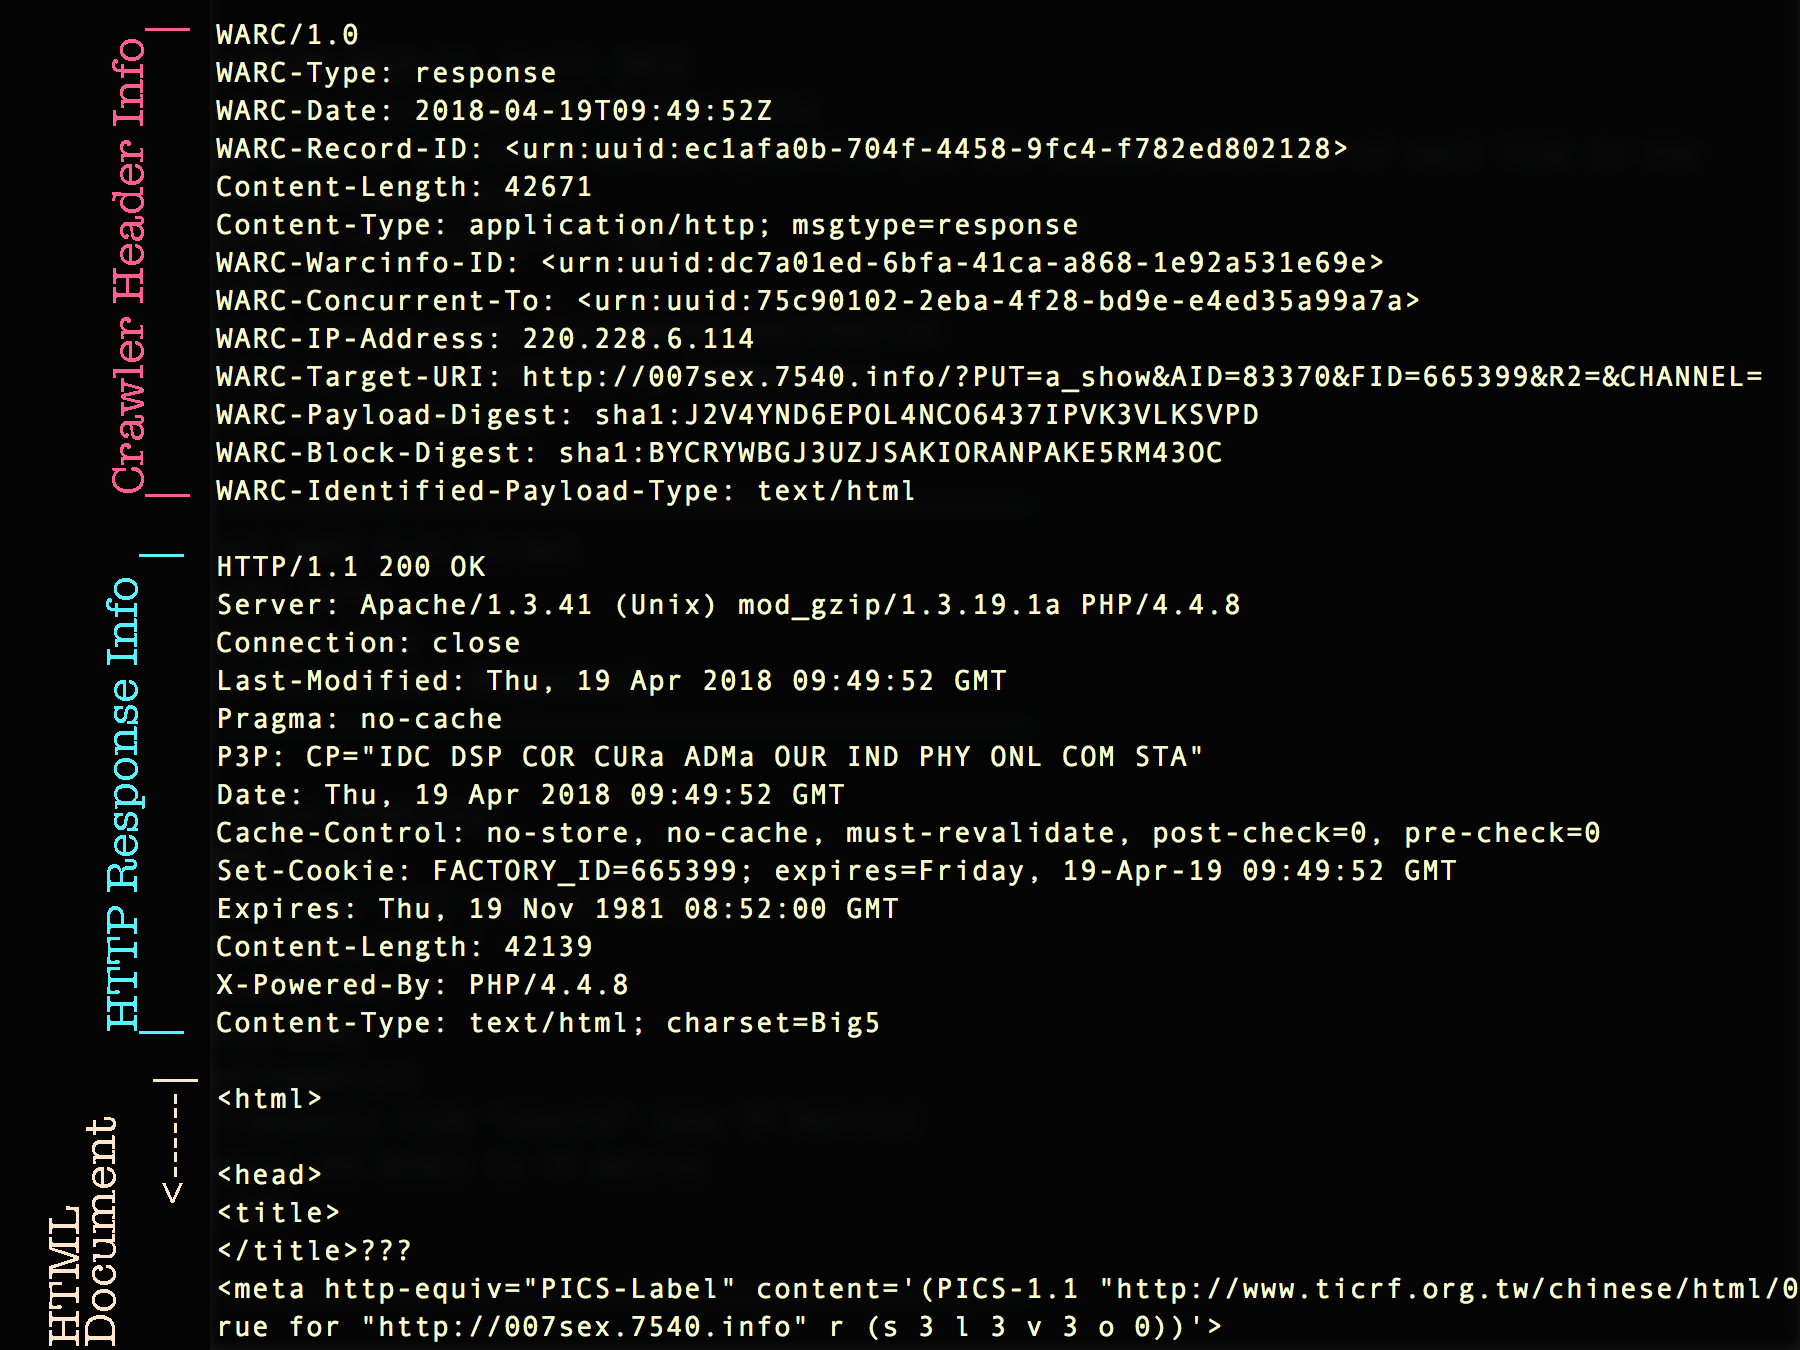 Crawler Header Info
WARC/1.0
WARC-Type: response
WARC-Date: 2018-04-19T09:49:52Z
WARC-Record-ID: <urn:uuid:ec1afa0b-704f-4458-9fc4-f782ed802128>
Content-Length: 42671
Content-Type: application/http; msgtype=response
WARC-Warcinfo-ID: <urn:uuid:dc7a01ed-6bfa-41ca-a868-1e92a531e69e>
WARC-Concurrent-To: <urn:uuid:75c90102-2eba-4f28-bd9e-e4ed35a99a7a>
WARC-IP-Address: 220.228.6.114
WARC-Target-URI: http://007sex.7540.info/?PUT=a_show&AID=83370&FID=665399&R2=&CHANNEL=
WARC-Payload-Digest: sha1:J2V4YND6EPOL4NCO6437IPVK3VLKSVPD
WARC-Block-Digest: sha1:BYCRYWBGJ3UZJSAKIORANPAKE5RM43OC
WARC-Identified-Payload-Type: text/html
HTTP Response Info
HTTP/1.1 200 OK
Server: Apache/1.3.41 (Unix) mod_gzip/1.3.19.1a PHP/4.4.8
Connection: close
Last-Modified: Thu, 19 Apr 2018 09:49:52 GMT
Pragma: no-cache
P3P: CP="IDC DSP COR CURa ADMa OUR IND PHY ONL COM STA"
Date: Thu, 19 Apr 2018 09:49:52 GMT
Cache-Control: no-store, no-cache, must-revalidate, post-check=0, pre-check=0
Set-Cookie: FACTORY_ID=665399; expires=Friday, 19-Apr-19 09:49:52 GMT
Expires: Thu, 19 Nov 1981 08:52:00 GMT
Content-Length: 42139
X-Powered-By: PHP/4.4.8
Content-Type: text/html; charset=Big5
HTML
Document
<------
<html>
<head>
<title>
</title>???
<meta http-equiv="PICS-Label" content='(PICS-1.1 "http://www.ticrf.org.tw/chinese/html/0
rue for "http://007sex.7540.info" r (s 3 l 3 v 3 o 0))'>